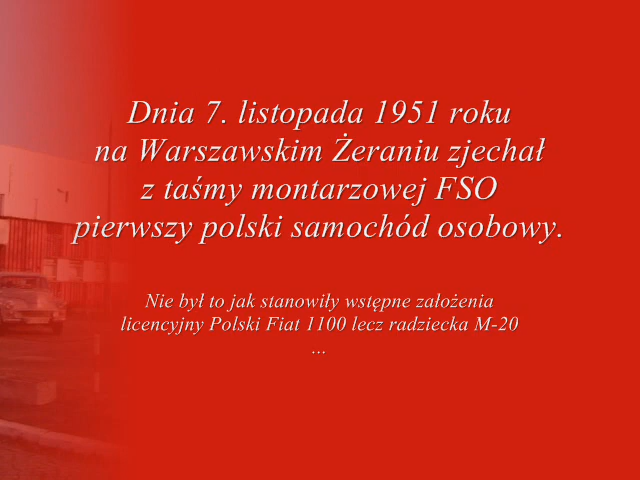 Dnia 7. listopada 1951 roku
na Warszawskim Żeraniu zjechał
z taśmy montarzowej FSO
pierwszy polski samochód osobowy.
Nie był to jak stanowiły wstępne założenia
licencyjny Polski Fiat 1100 lecz radziecka M-20
...